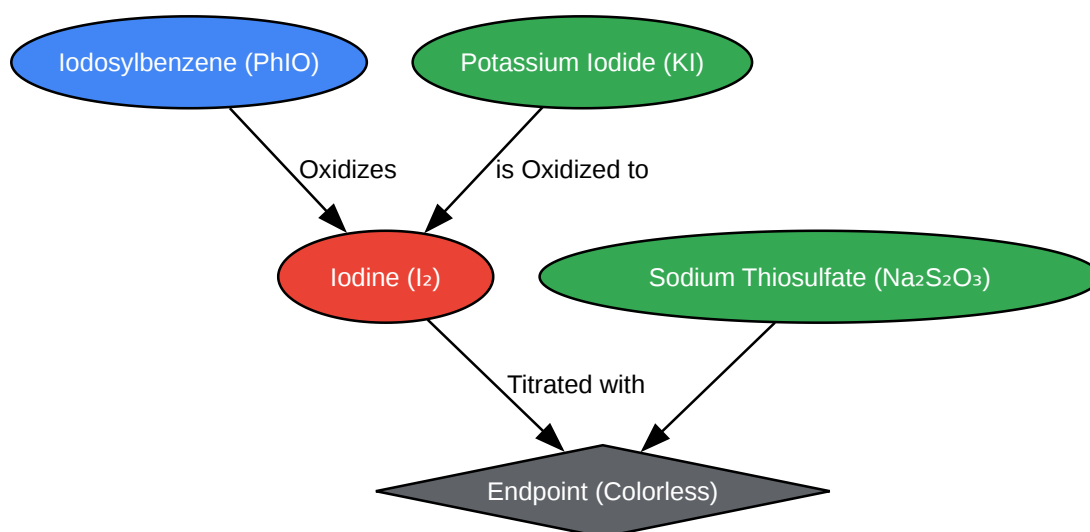 Iodosylbenzene (PhIO)
Potassium Iodide (KI)
Oxidizes
is Oxidized to
Iodine (I₂)
Sodium Thiosulfate (Na₂S₂O₃)
Titrated with
Endpoint (Colorless)